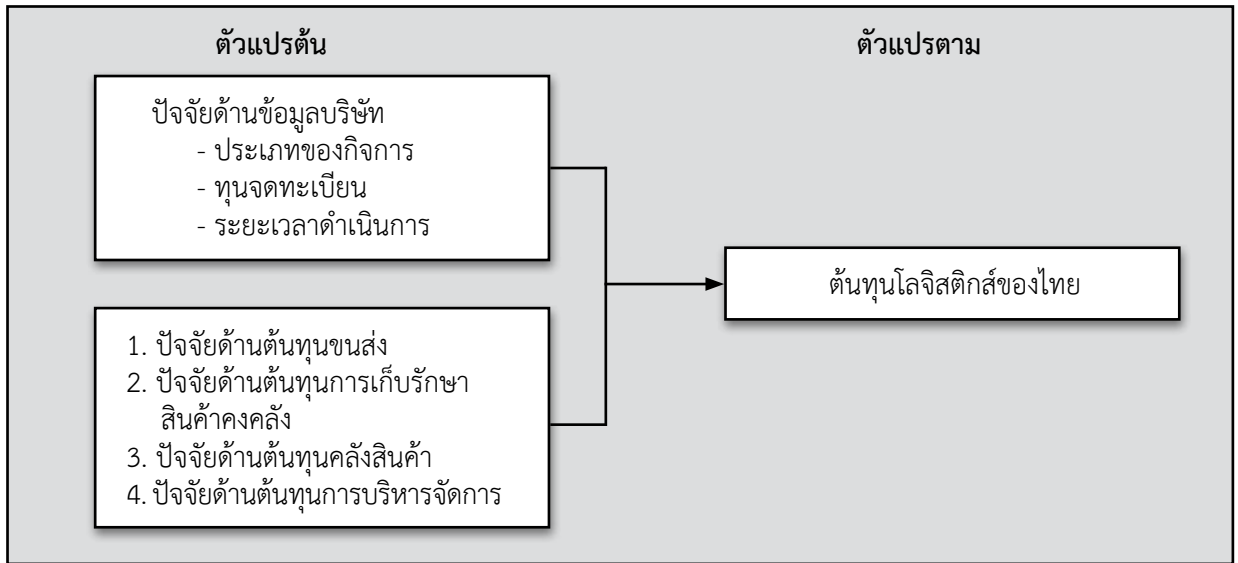 ตัวแปรต้น
ตัวแปรตาม
ปัจจัยด้านข้อมูลบริษัท
- ประเภทของกิจการ
- ทุนจดทะเบียน
- ระยะเวลาดำเนินการ
1. ปัจจัยด้านต้นทุนขนส่ง
2. ปัจจัยด้านต้นทุนการเก็บรักษา
สินค้าคงคลัง
3. ปัจจัยด้านต้นทุนคลังสินค้า
4. ปัจจัยด้านต้นทุนการบริหารจัดการ
ต้นทุนโลจิสติกส์ของไทย